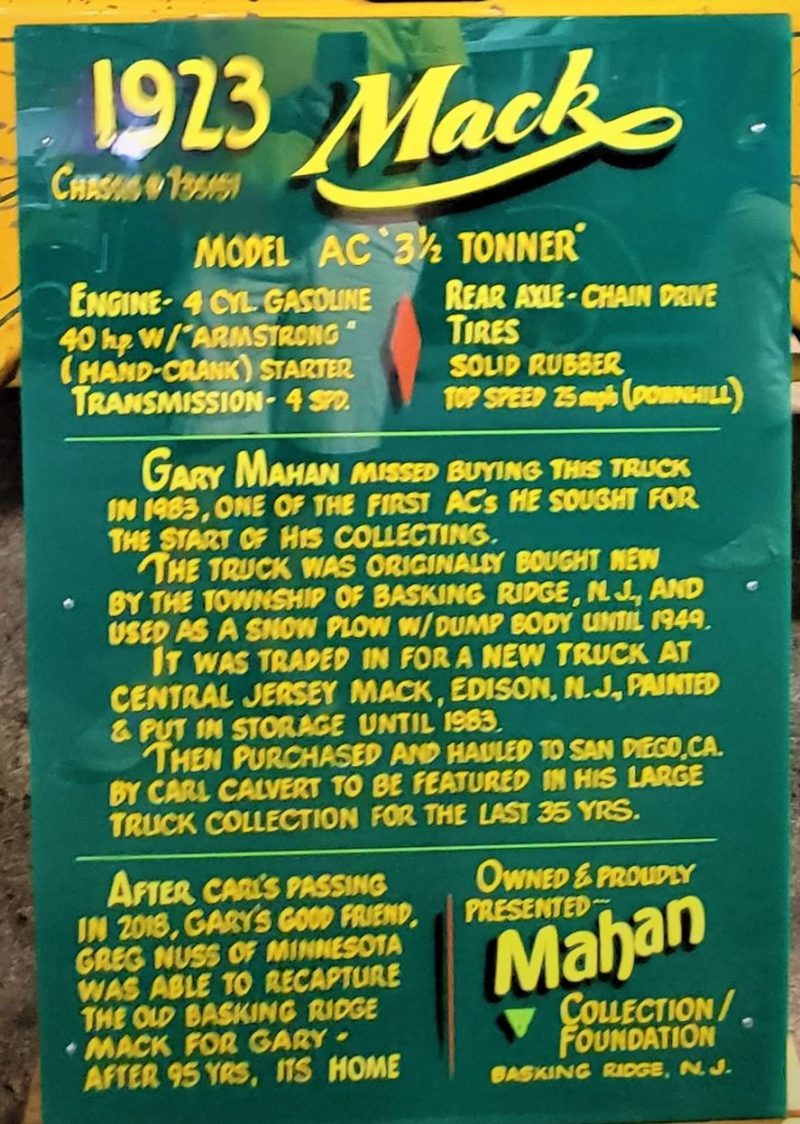 1923 Mack
CHASSIS #
MODEL AC "3½ TONNER"
ENGINE- 4 CYL. GASOLINE
40 hp. W/"ARMSTRONG"
(HAND-CRANK) STARTER
TRANSMISSION- 4 SPD.
REAR AXLE- CHAIN DRIVE
TIRES
SOLID RUBBER
TOP SPEED 25 mph (DOWNHILL)
GARY MAHAN MISSED BUYING THIS TRUCK
IN 1983, ONE OF THE FIRST ACs HE SOUGHT FOR
THE START OF HIS COLLECTING.
THE TRUCK WAS ORIGINALLY BOUGHT NEW
BY THE TOWNSHIP OF BASKING RIDGE, N.J., AND
USED AS A SNOW PLOW W/DUMP BODY UNTIL 1949.
IT WAS TRADED IN FOR A NEW TRUCK AT
CENTRAL JERSEY MACK, EDISON, N.J., PAINTED
& PUT IN STORAGE UNTIL 1983.
THEN PURCHASED AND HAULED TO SAN DIEGO, CA.
BY CARL CALVERT TO BE FEATURED IN HIS LARGE
TRUCK COLLECTION FOR THE LAST 35 YRS.
AFTER CARL'S PASSING
IN 2018, GARY'S GOOD FRIEND,
GREG NUSS OF MINNESOTA
WAS ABLE TO RECAPTURE
THE OLD BASKING RIDGE
MACK FOR GARY -
AFTER 95 YRS. ITS HOME
OWNED & PROUDLY
PRESENTED~
Mahan
COLLECTION/
FOUNDATION
BASKING RIDGE, N.J.